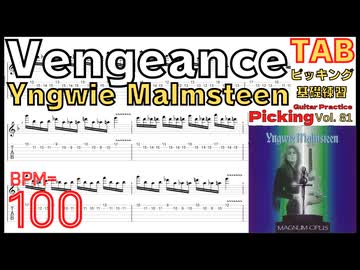 Vengeance
TAB
Yngwie Malmsteen
ピッキング
基礎練習
Guitar Practice
Picking Vol. 81
BPM=
100
Yngwie Malmsteen
MAGNUM OPUS